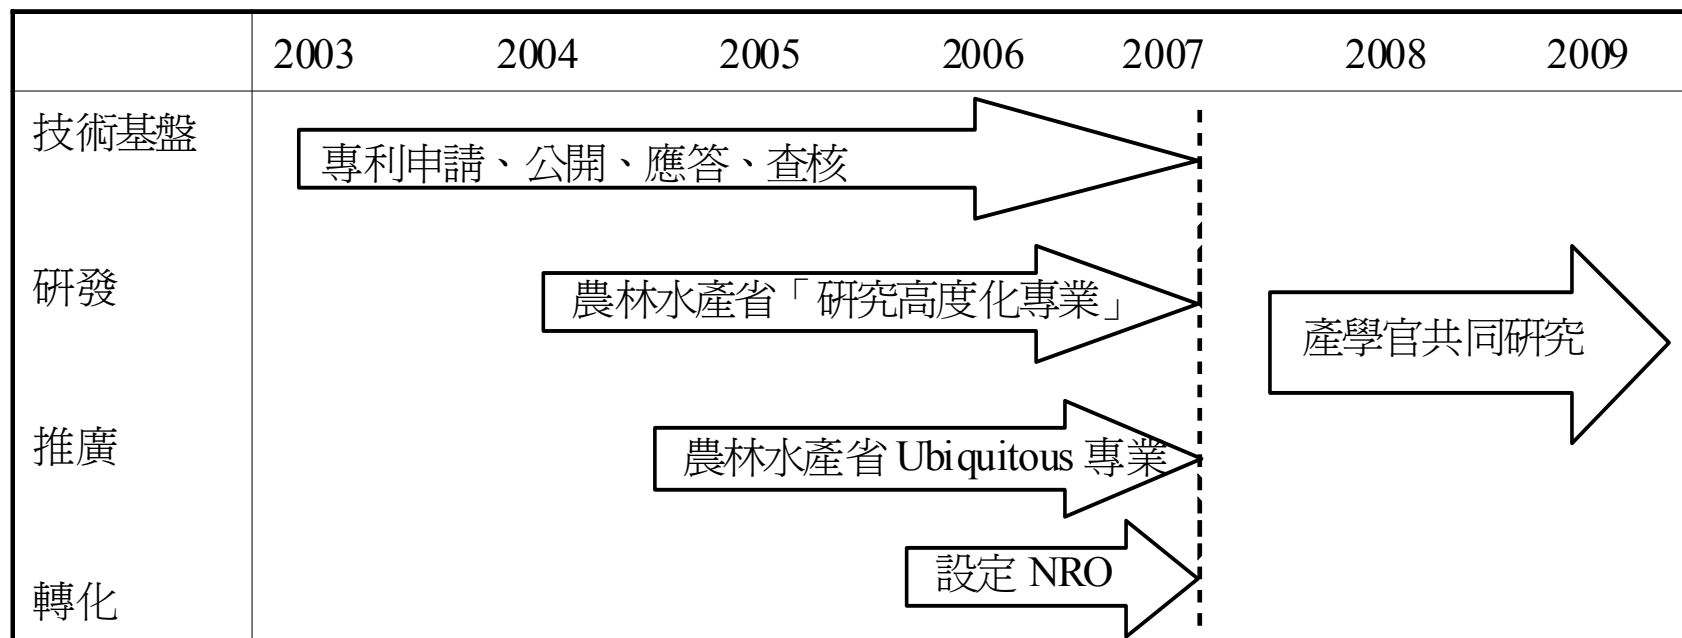 2003 2004 2005 2006 2007 2008 2009
技術基盤
專利申請、公開、應答、查核
研發
農林水產省「研究高度化專業」
產學官共同研究
推廣
農林水產省 Ubiquitous 專業
設定 NRO
轉化